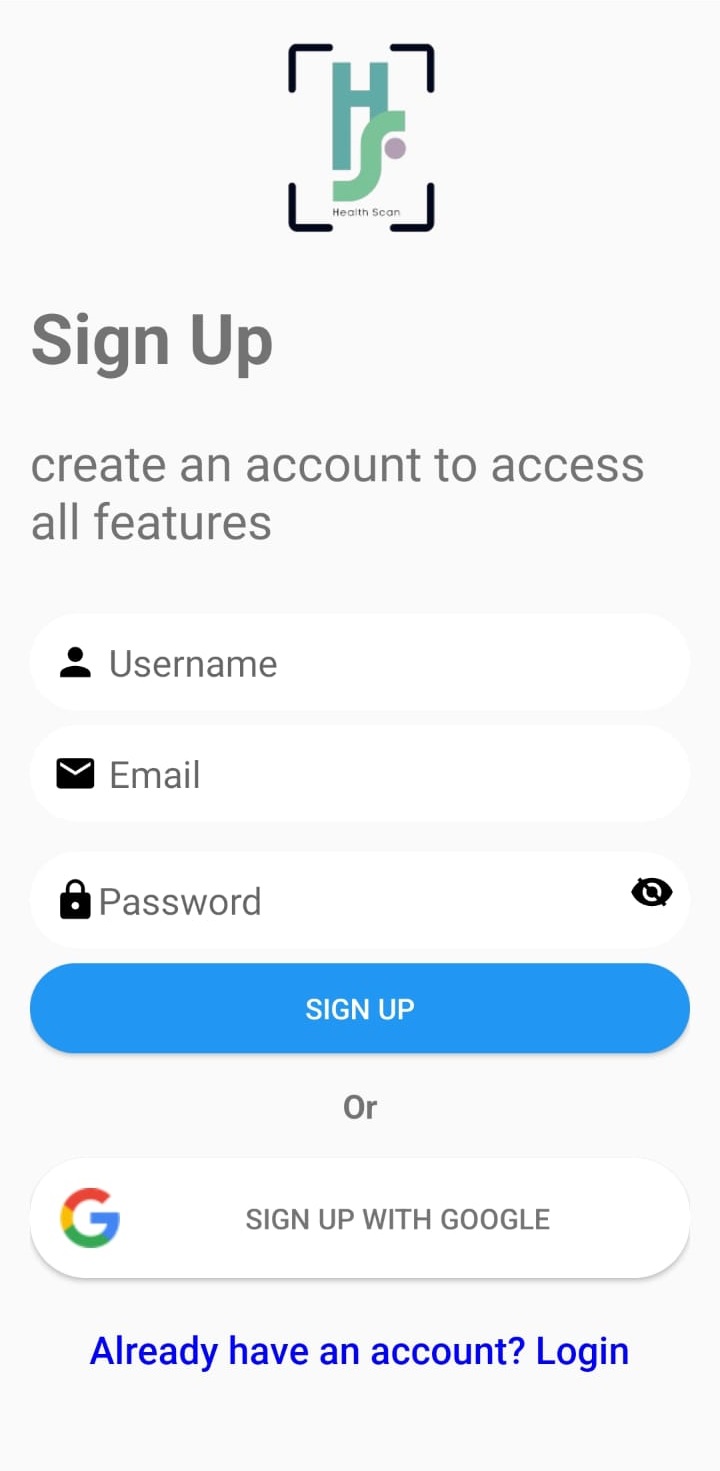 HS
Health Scan
Sign Up
create an account to access
all features
Username
Email
Password
SIGN UP
Or
SIGN UP WITH GOOGLE
Already have an account? Login